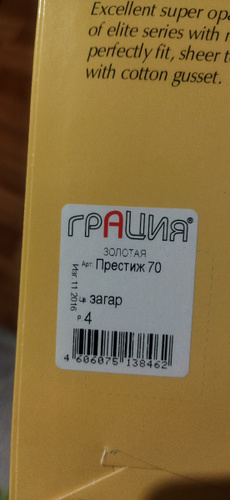 Excellent super opa
of elite series with r
perfectly fit, sheer t
with cotton gusset.
ГРАЦИЯ®
ЗОЛОТАЯ
Арт. Престиж 70
Изг 11 2016
Цв загар
Р 4
4 606075 138462